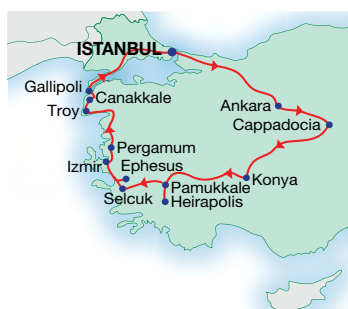 ISTANBUL
Gallipoli
Canakkale
Troy
Ankara
Cappadocia
Pergamum
Izmir
Ephesus
Konya
Pamukkale
Selcuk
Heirapolis